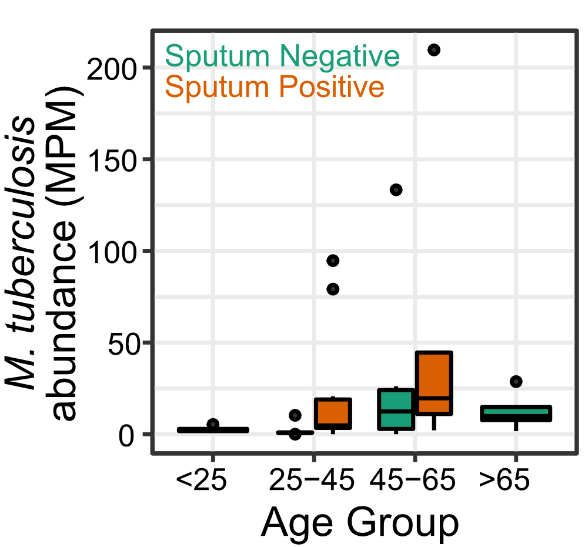 Sputum Negative
Sputum Positive
M. tuberculosis
abundance (MPM)
200
150
100
50
0
<25
25−45
45−65
>65
Age Group